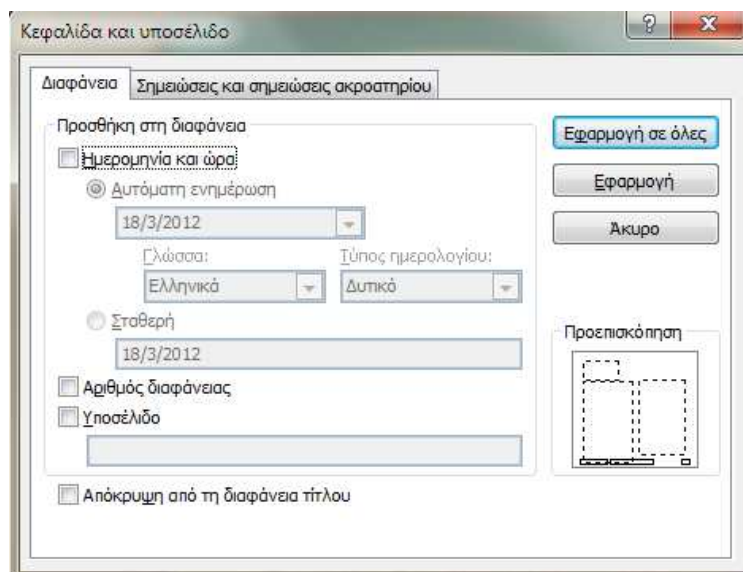 Κεφαλίδα και υποσέλιδο
Διαφάνεια
Σημειώσεις και σημειώσεις ακροατηρίου
Προσθήκη στη διαφάνεια
Ημερομηνία και ώρα
Αυτόματη ενημέρωση
18/3/2012
Γλώσσα: Τύπος ημερολογίου:
Ελληνικά Δυτικό
Σταθερή
18/3/2012
Αριθμός διαφάνειας
Υποσέλιδο
Απόκρυψη από τη διαφάνεια τίτλου
Εφαρμογή σε όλες
Εφαρμογή
Άκυρο
Προεπισκόπηση